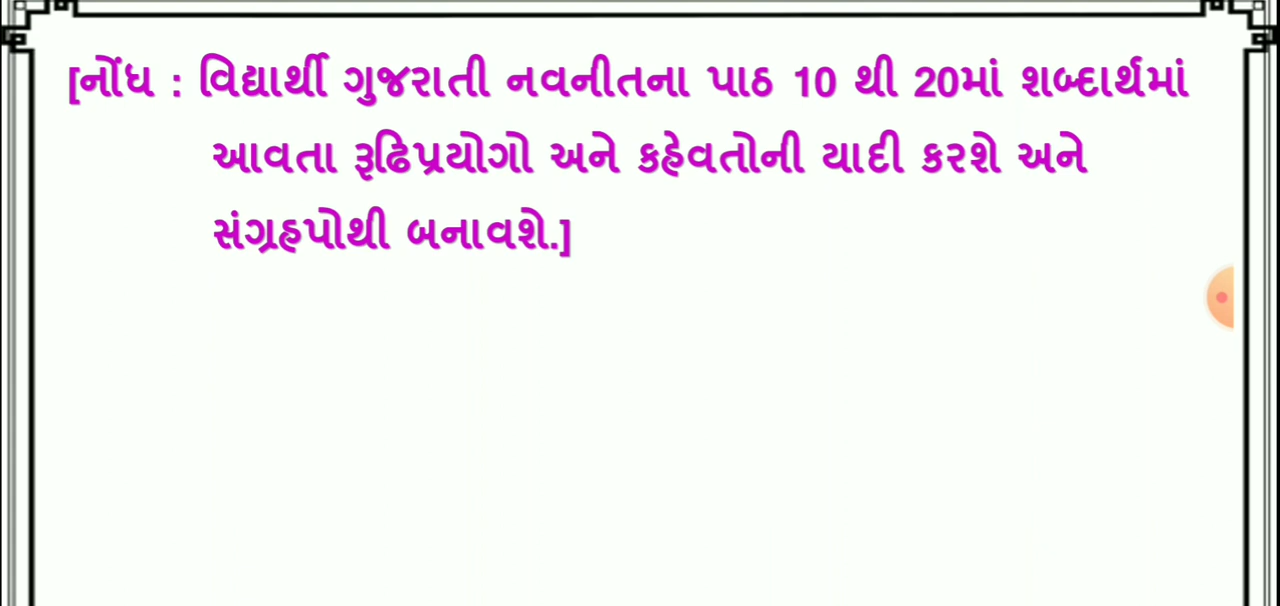 [નોંધ : વિદ્યાર્થી ગુજરાતી નવનીતના પાઠ 10 થી 20માં શબ્દાર્થમાં
આવતા રૂઢિપ્રયોગો અને કહેવતોની યાદી કરશે અને
સંગ્રહપોથી બનાવશે.]